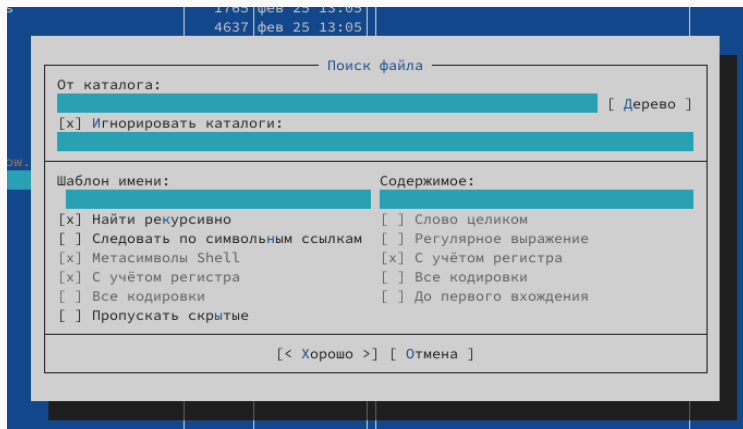 1765 фев 25 13:05
4637 фев 25 13:05
Поиск файла
От каталога:
[ Дерево ]
[x] Игнорировать каталоги:
ow.
Шаблон имени:
Содержимое:
[x] Найти рекурсивно
[ ] Слово целиком
[ ] Следовать по символьным ссылкам
[ ] Регулярное выражение
[x] Метасимволы Shell
[x] С учётом регистра
[x] С учётом регистра
[ ] Все кодировки
[ ] Все кодировки
[ ] До первого вхождения
[ ] Пропускать скрытые
[< Хорошо >] [ Отмена ]